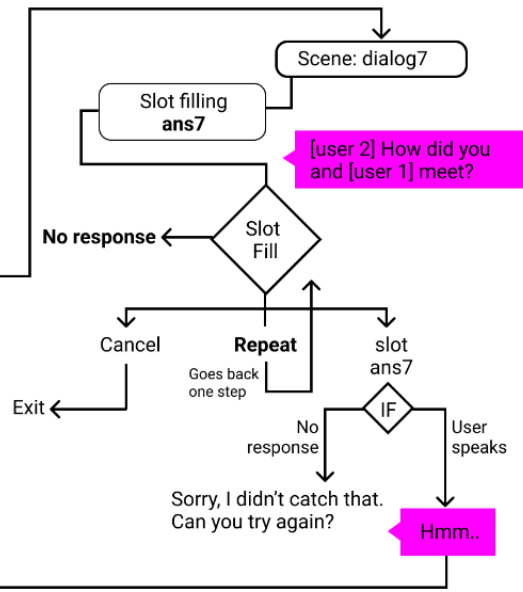 Scene: dialog7
Slot filling
ans7
[user 2] How did you
and [user 1] meet?
Slot
Fill
No response
Cancel
Repeat
slot
ans7
Goes back
one step
Exit
IF
No
response
User
speaks
Sorry, I didn't catch that.
Can you try again?
Hmm..